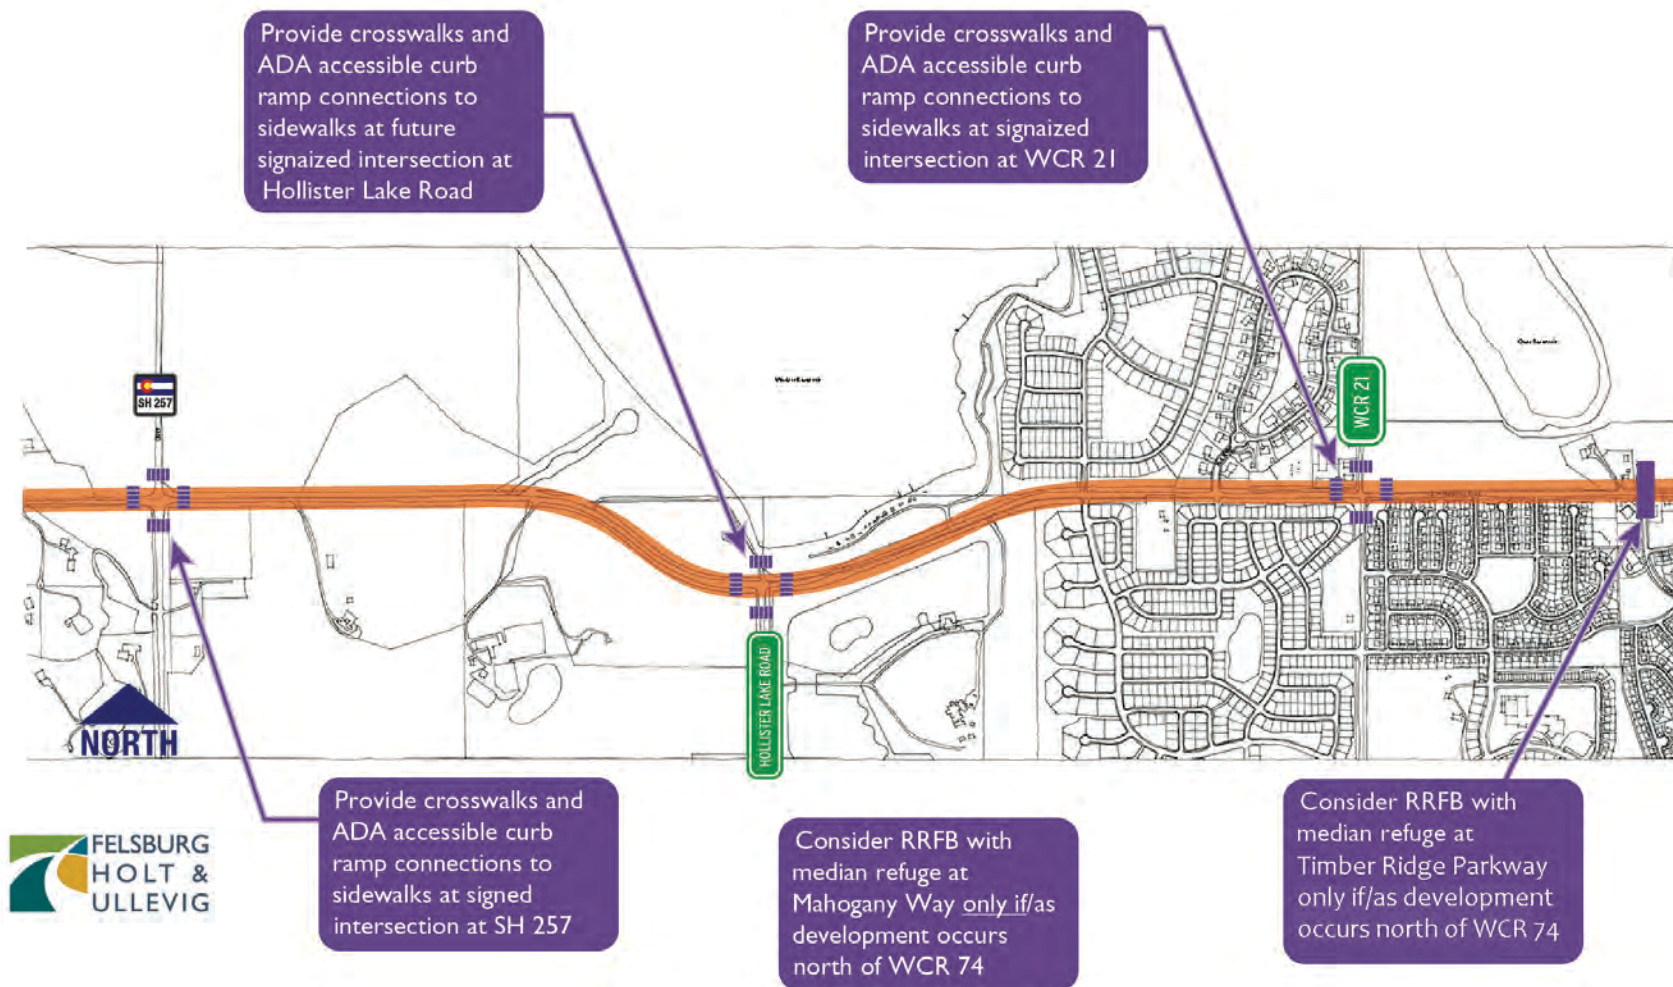 Provide crosswalks and
ADA accessible curb
ramp connections to
sidewalks at future
signaized intersection at
Hollister Lake Road
Provide crosswalks and
ADA accessible curb
ramp connections to
sidewalks at signaized
intersection at WCR 21
SH 257
WCR 21
HOLLISTER LAKE ROAD
NORTH
FELSBURG
HOLT &
ULLEVIG
Provide crosswalks and
ADA accessible curb
ramp connections to
sidewalks at signed
intersection at SH 257
Consider RRFB with
median refuge at
Mahogany Way only if/as
development occurs
north of WCR 74
Consider RRFB with
median refuge at
Timber Ridge Parkway
only if/as development
occurs north of WCR 74